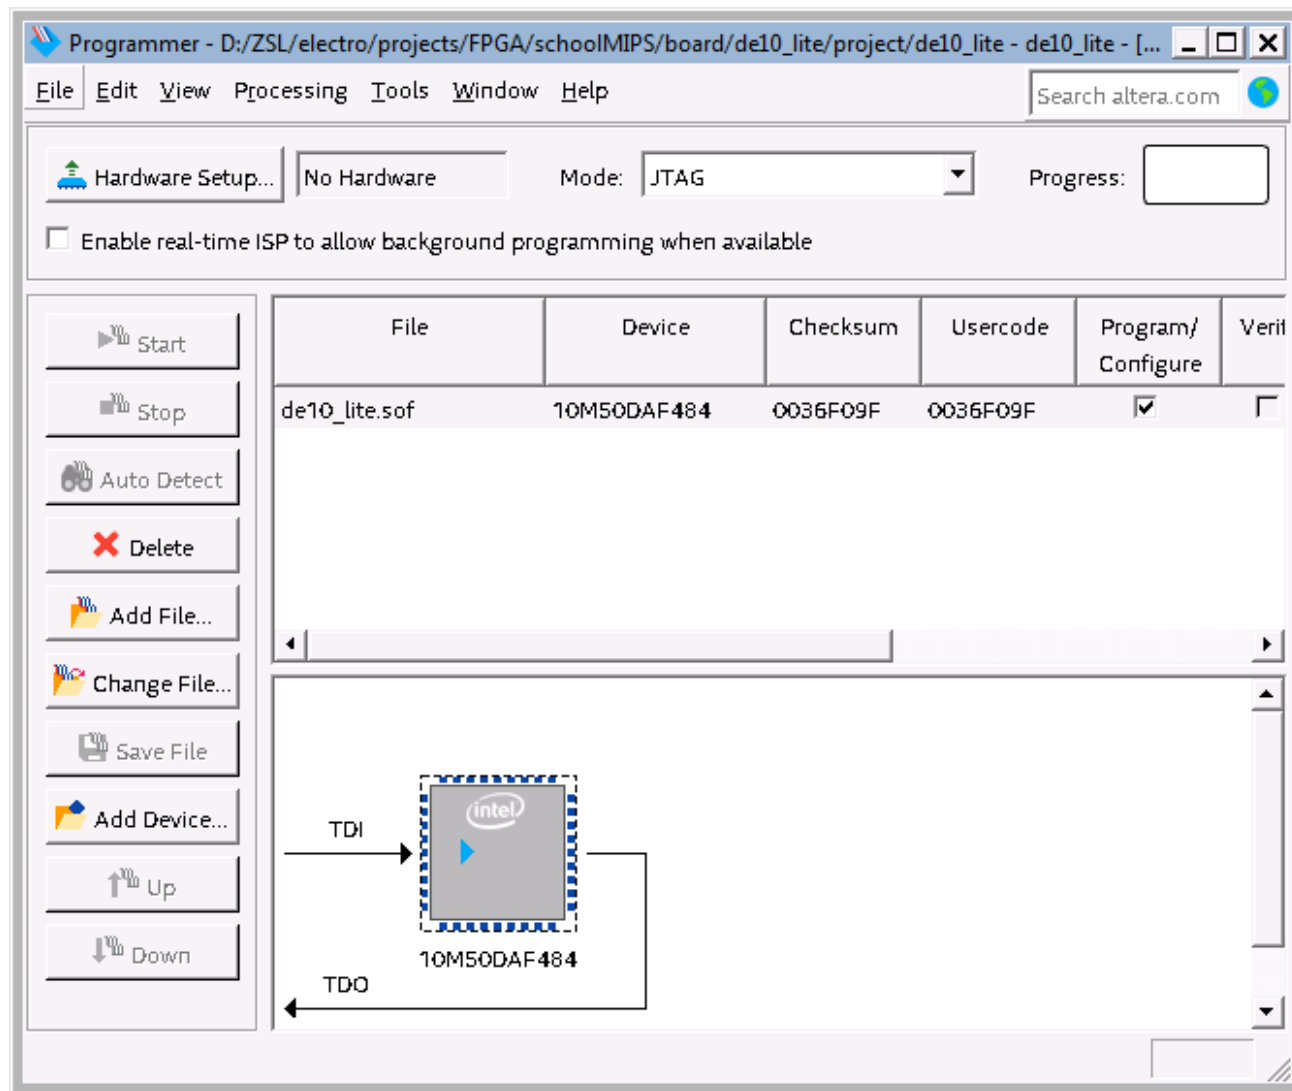 Programmer - D:/ZSL/electro/projects/FPGA/schoolMIPS/board/de10_lite/project/de10_lite - de10_lite - [...
File Edit View Processing Tools Window Help Search altera.com
Hardware Setup... No Hardware Mode: JTAG Progress:
Enable real-time ISP to allow background programming when available
File Device Checksum Usercode Program/ Verif
Configure
de10_lite.sof 10M50DAF484 0036F09F 0036F09F
Start
Stop
Auto Detect
Delete
Add File...
Change File...
Save File
Add Device...
Up
Down
intel
TDI
10M50DAF484
TDO